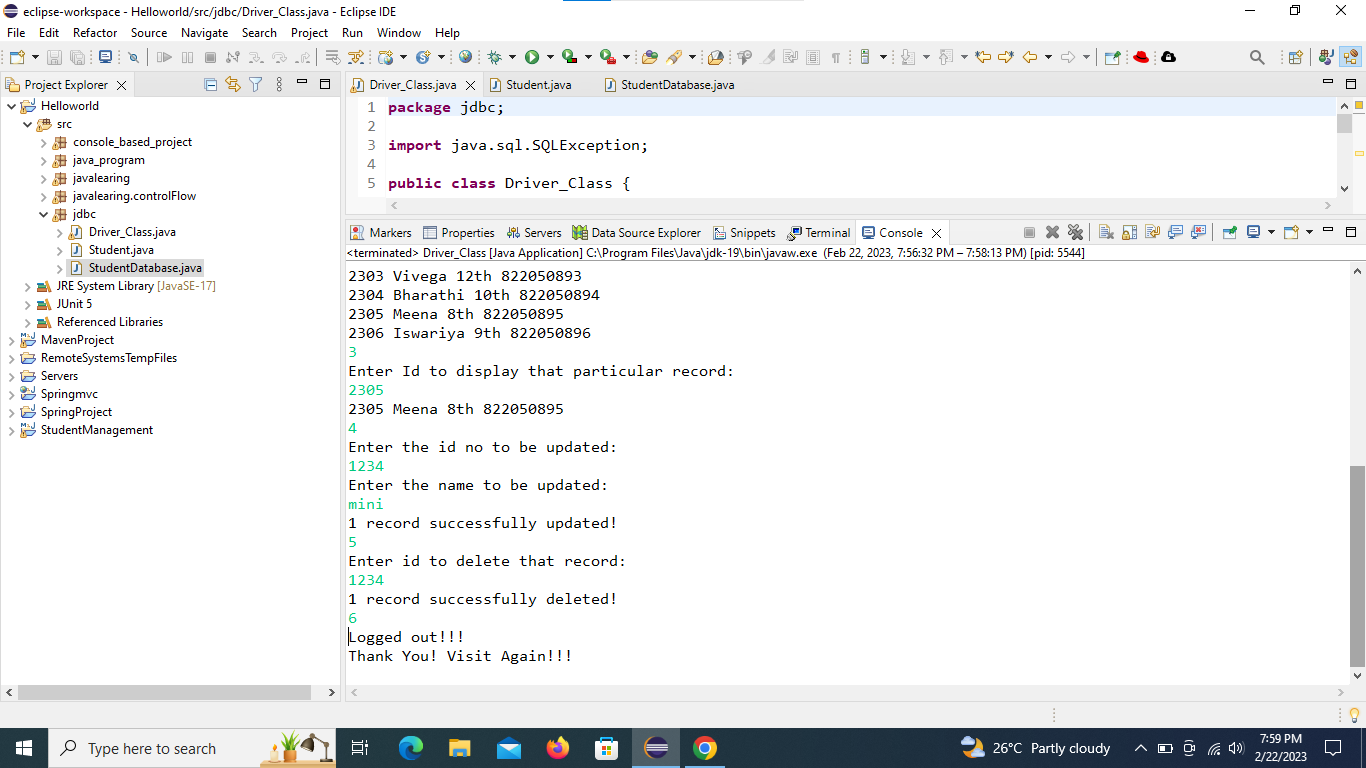 eclipse-workspace - Helloworld/src/jdbc/Driver_Class.java - Eclipse IDE
File Edit Refactor Source Navigate Search Project Run Window Help
Project Explorer
Helloworld
src
console_based_project
java_program
javalearing
javalearing.controlFlow
jdbc
Driver_Class.java
Student.java
StudentDatabase.java
JRE System Library [JavaSE-17]
JUnit 5
Referenced Libraries
MavenProject
RemoteSystemsTempFiles
Servers
Springmvc
SpringProject
StudentManagement
Driver_Class.java Student.java StudentDatabase.java
1 package jdbc;
2
3 import java.sql.SQLException;
4
5 public class Driver_Class {
Markers Properties Servers Data Source Explorer Snippets Terminal Console
<terminated> Driver_Class [Java Application] C:\Program Files\Java\jdk-19\bin\javaw.exe (Feb 22, 2023, 7:56:32 PM – 7:58:13 PM) [pid: 5544]
2303 Vivega 12th 822050893
2304 Bharathi 10th 822050894
2305 Meena 8th 822050895
2306 Iswariya 9th 822050896
3
Enter Id to display that particular record:
2305
2305 Meena 8th 822050895
4
Enter the id no to be updated:
1234
Enter the name to be updated:
mini
1 record successfully updated!
5
Enter id to delete that record:
1234
1 record successfully deleted!
6
Logged out!!!
Thank You! Visit Again!!!
Type here to search
26°C Partly cloudy
7:59 PM
2/22/2023